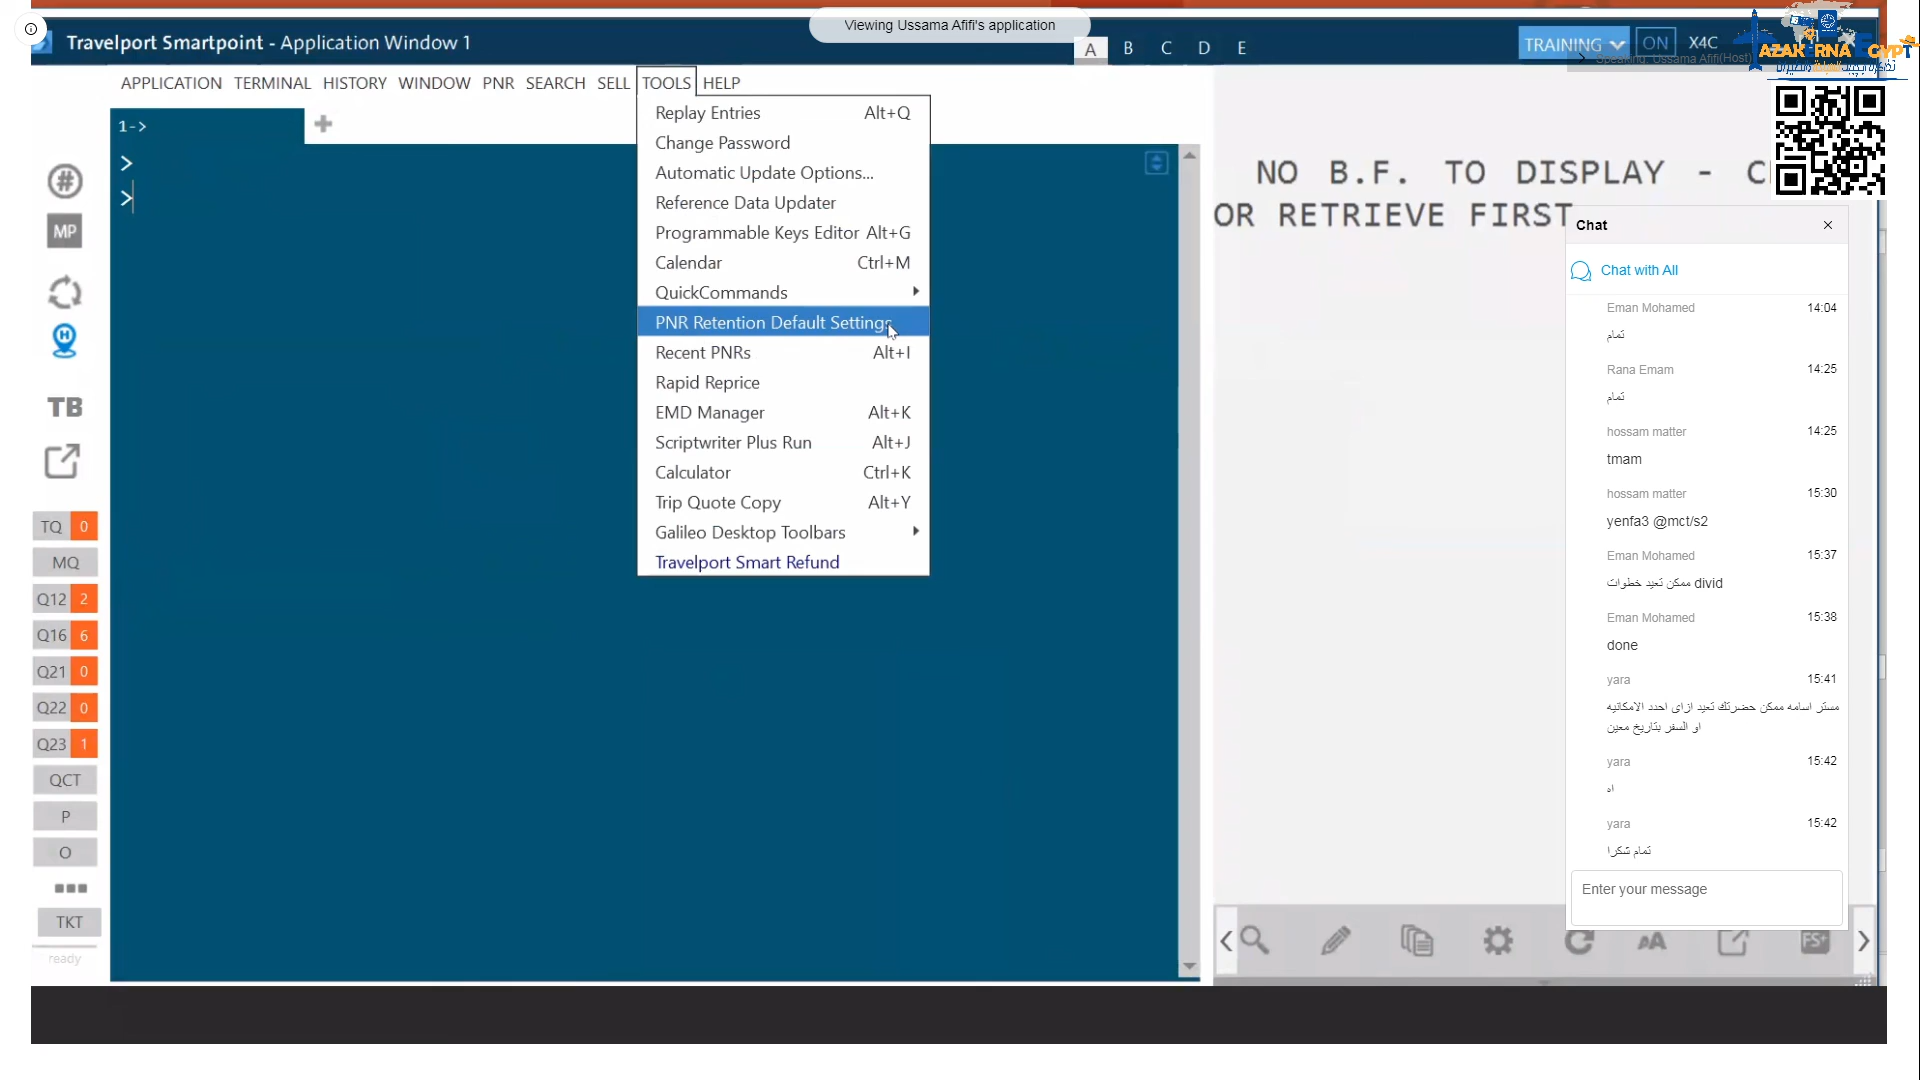 Viewing Ussama Afifi's application
Travelport Smartpoint - Application Window 1
A B C D E
TRAINING ON X4C
Speaking: Ussama Afifi(Host)
APPLICATION TERMINAL HISTORY WINDOW PNR SEARCH SELL TOOLS HELP
1->
>
>
Replay Entries Alt+Q
Change Password
Automatic Update Options...
Reference Data Updater
Programmable Keys Editor Alt+G
Calendar Ctrl+M
QuickCommands
PNR Retention Default Settings
Recent PNRs Alt+I
Rapid Reprice
EMD Manager Alt+K
Scriptwriter Plus Run Alt+J
Calculator Ctrl+K
Trip Quote Copy Alt+Y
Galileo Desktop Toolbars
Travelport Smart Refund
#
MP
H
TB
TQ 0
MQ
Q12 2
Q16 6
Q21 0
Q22 0
Q23 1
QCT
P
O
TKT
ready
NO B.F. TO DISPLAY -
OR RETRIEVE FIRST
Chat
Chat with All
Eman Mohamed 14:04
تمام
Rana Emam 14:25
تمام
hossam matter 14:25
tmam
hossam matter 15:30
yenfa3 @mct/s2
Eman Mohamed 15:37
ممكن تعيد خطوات divid
Eman Mohamed 15:38
done
yara 15:41
مستر اسامه ممكن حضرتك تعيد ازاى احدد الامكانيه
او السفر بتاريخ معين
yara 15:42
اه
yara 15:42
تمام شكرا
Enter your message
AA
FS+